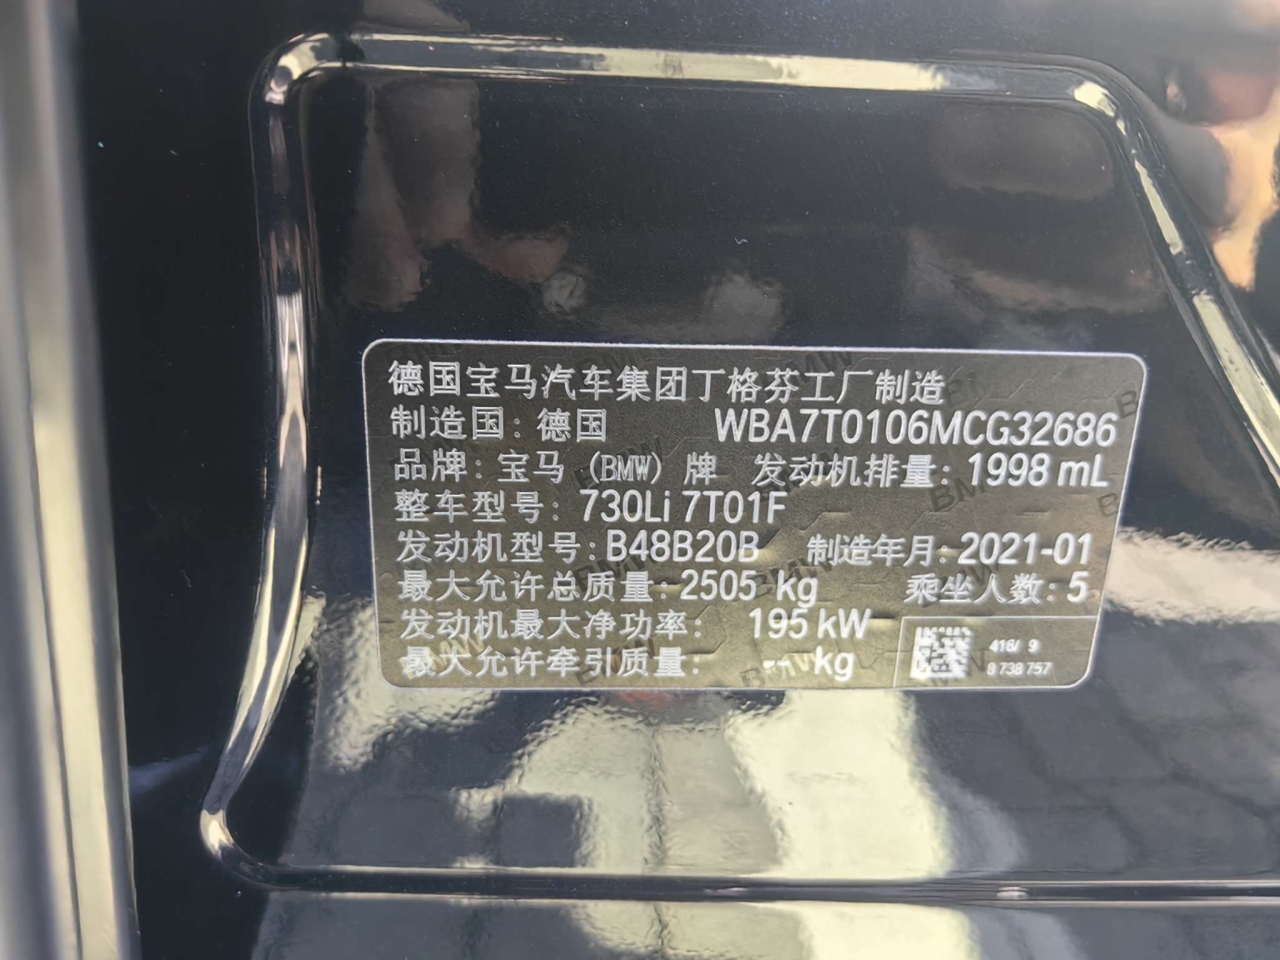 德国宝马汽车集团丁格芬工厂制造
制造国：德国 WBA7T0106MCG32686
品牌：宝马（BMW）牌 发动机排量：1998 mL
整车型号：730Li 7T01F
发动机型号：B48B20B 制造年月：2021-01
最大允许总质量：2505 kg 乘坐人数：5
发动机最大净功率： 195 kW
最大允许牵引质量： -- kg
416/ 9
8 738 757